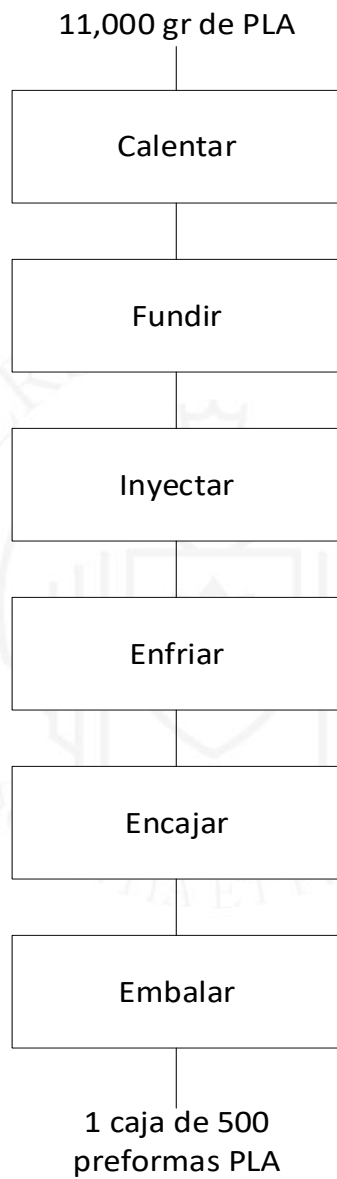 11,000 gr de PLA
Calentar
Fundir
Inyectar
Enfriar
Encajar
Embalar
1 caja de 500
preformas PLA